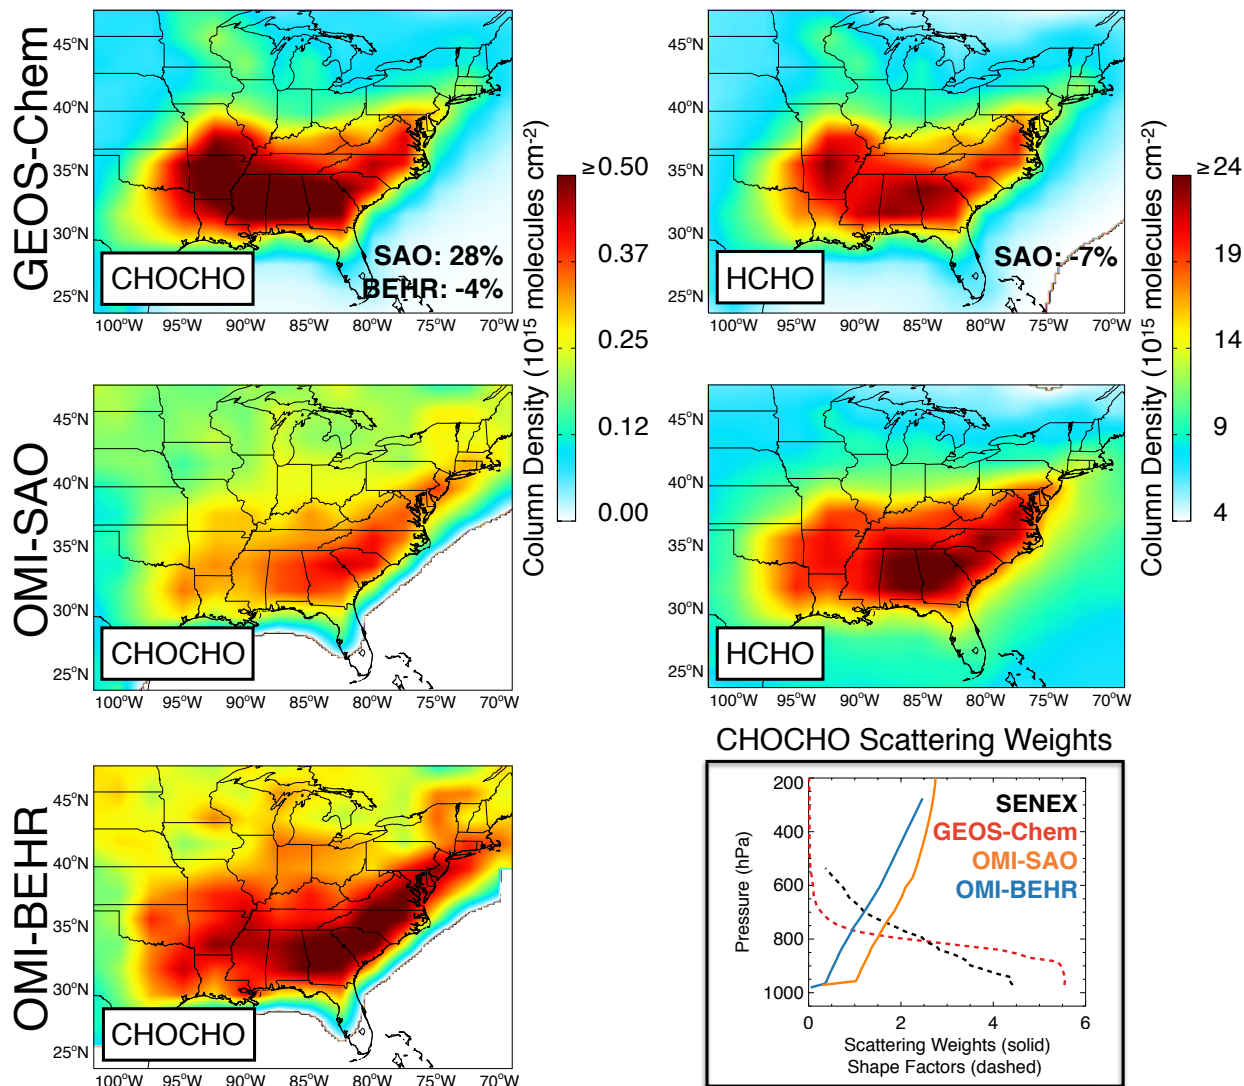 GEOS-Chem
45°N
40°N
35°N
30°N
25°N
CHOCHO
SAO: 28%
BEHR: -4%
100°W 95°W 90°W 85°W 80°W 75°W 70°W
Column Density (10¹⁵ molecules cm⁻²)
≥0.50
0.37
0.25
0.12
0.00
45°N
40°N
35°N
30°N
25°N
HCHO
SAO: -7%
100°W 95°W 90°W 85°W 80°W 75°W 70°W
Column Density (10¹⁵ molecules cm⁻²)
≥24
19
14
9
4
OMI-SAO
45°N
40°N
35°N
30°N
25°N
CHOCHO
100°W 95°W 90°W 85°W 80°W 75°W 70°W
45°N
40°N
35°N
30°N
25°N
HCHO
100°W 95°W 90°W 85°W 80°W 75°W 70°W
OMI-BEHR
45°N
40°N
35°N
30°N
25°N
CHOCHO
100°W 95°W 90°W 85°W 80°W 75°W 70°W
CHOCHO Scattering Weights
Pressure (hPa)
200
400
600
800
1000
SENEX
GEOS-Chem
OMI-SAO
OMI-BEHR
0 2 4 6
Scattering Weights (solid)
Shape Factors (dashed)